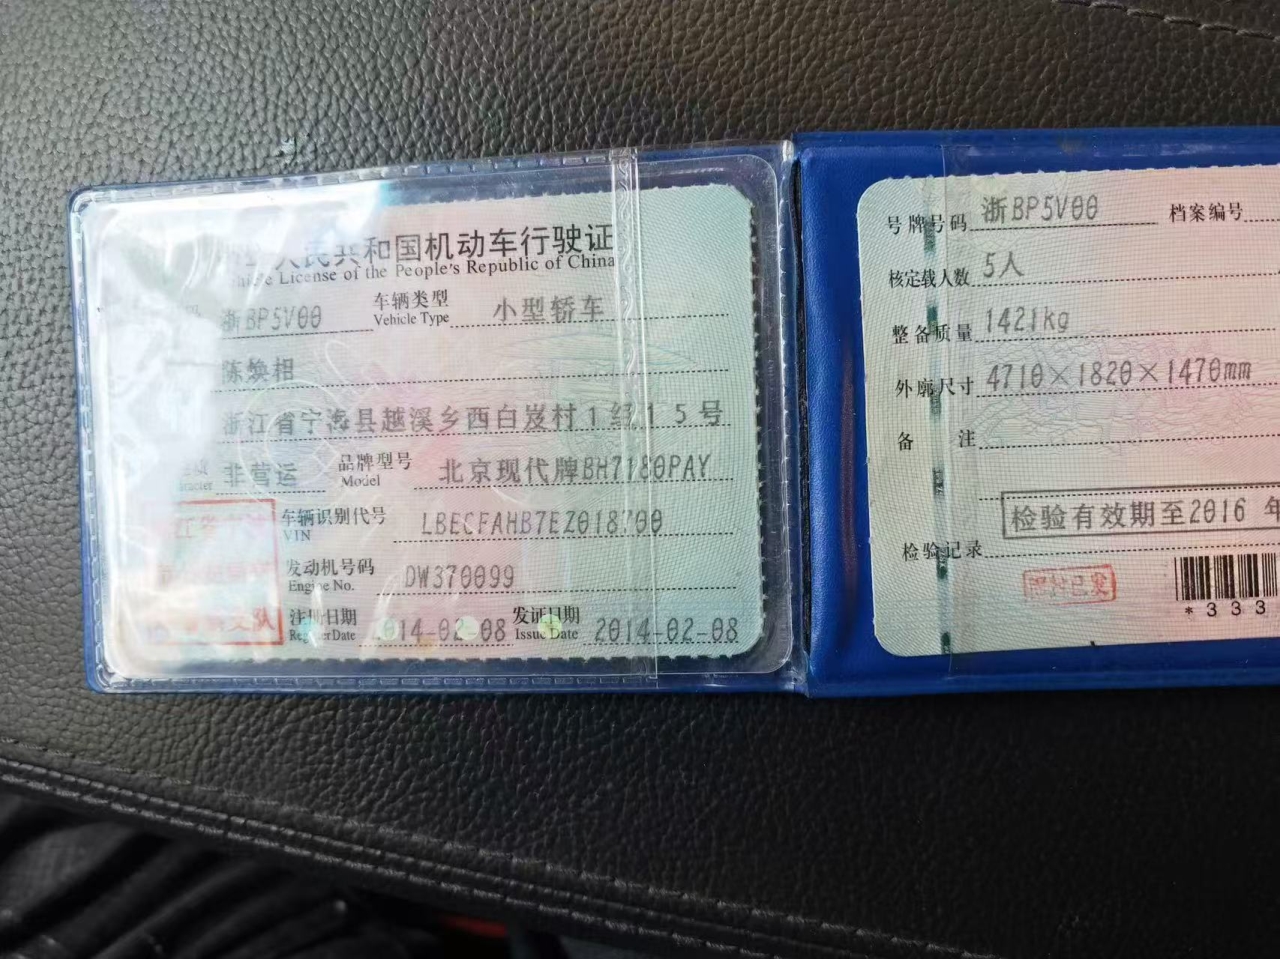 人民共和国机动车行驶证
License of the People's Republic of China
浙BP5V00 车辆类型 Vehicle Type 小型轿车
陈焕相
浙江省宁海县越溪乡西白岌村1组15号
非营运 品牌型号 Model 北京现代牌BH7180PAY
车辆识别代号 VIN LBECFAHB7EZ018700
发动机号码 Engine No. DW370099
注册日期 Register Date 2014-02-08 发证日期 Issue Date 2014-02-08
支队
号牌号码 浙BP5V00 档案编号
核定载人数 5人
整备质量 1421kg
外廓尺寸 4710×1820×1470mm
备 注
检验有效期至2016 年
检验记录
*333